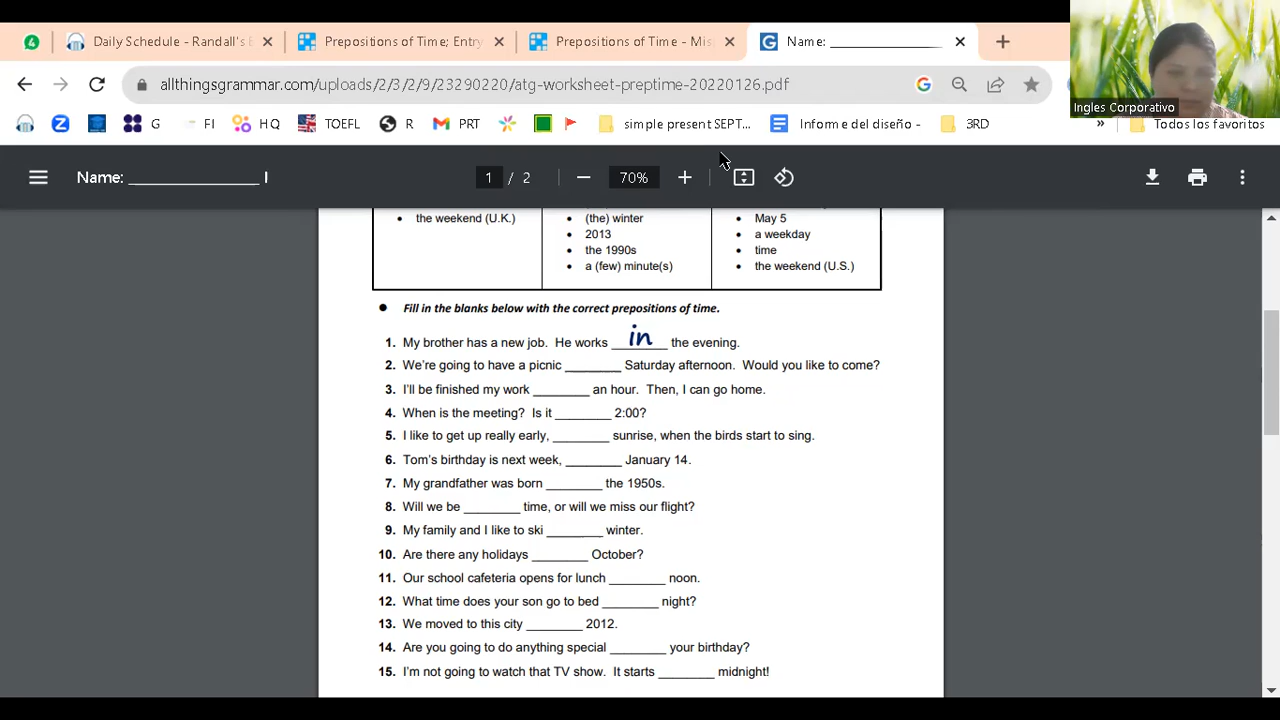 Daily Schedule - Randall's E
Prepositions of Time; Entry
Prepositions of Time - Mis
Name: _______________
allthingsgrammar.com/uploads/2/3/2/9/23290220/atg-worksheet-preptime-20220126.pdf
Ingles Corporativo
G FI HQ TOEFL R PRT simple present SEPT... Informe del diseño - 3RD » Todos los favoritos
Name: _______________ I
1 / 2 70%
• the weekend (U.K.)
• (the) winter
• 2013
• the 1990s
• a (few) minute(s)
• May 5
• a weekday
• time
• the weekend (U.S.)
● Fill in the blanks below with the correct prepositions of time.
1. My brother has a new job. He works in the evening.
2. We're going to have a picnic ________ Saturday afternoon. Would you like to come?
3. I'll be finished my work ________ an hour. Then, I can go home.
4. When is the meeting? Is it ________ 2:00?
5. I like to get up really early, ________ sunrise, when the birds start to sing.
6. Tom's birthday is next week, ________ January 14.
7. My grandfather was born ________ the 1950s.
8. Will we be ________ time, or will we miss our flight?
9. My family and I like to ski ________ winter.
10. Are there any holidays ________ October?
11. Our school cafeteria opens for lunch ________ noon.
12. What time does your son go to bed ________ night?
13. We moved to this city ________ 2012.
14. Are you going to do anything special ________ your birthday?
15. I'm not going to watch that TV show. It starts ________ midnight!